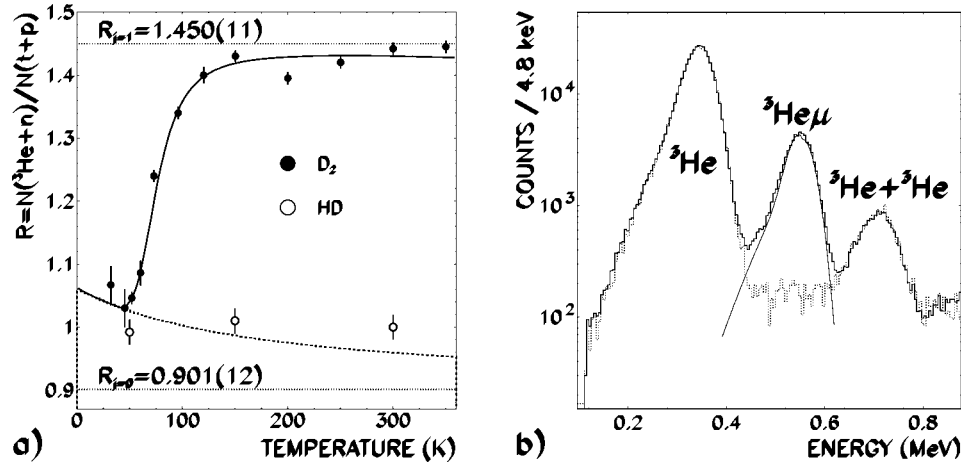 R=N(³He+n)/N(t+p)
1.5
1.4
1.3
1.2
1.1
1
0.9
R_{j=1}=1.450(11)
D₂
HD
R_{j=0}=0.901(12)
0
100
200
300
a)
TEMPERATURE (K)
COUNTS / 4.8 keV
10⁴
10³
10²
³He
³Heμ
³He+³He
0.2
0.4
0.6
0.8
b)
ENERGY (MeV)